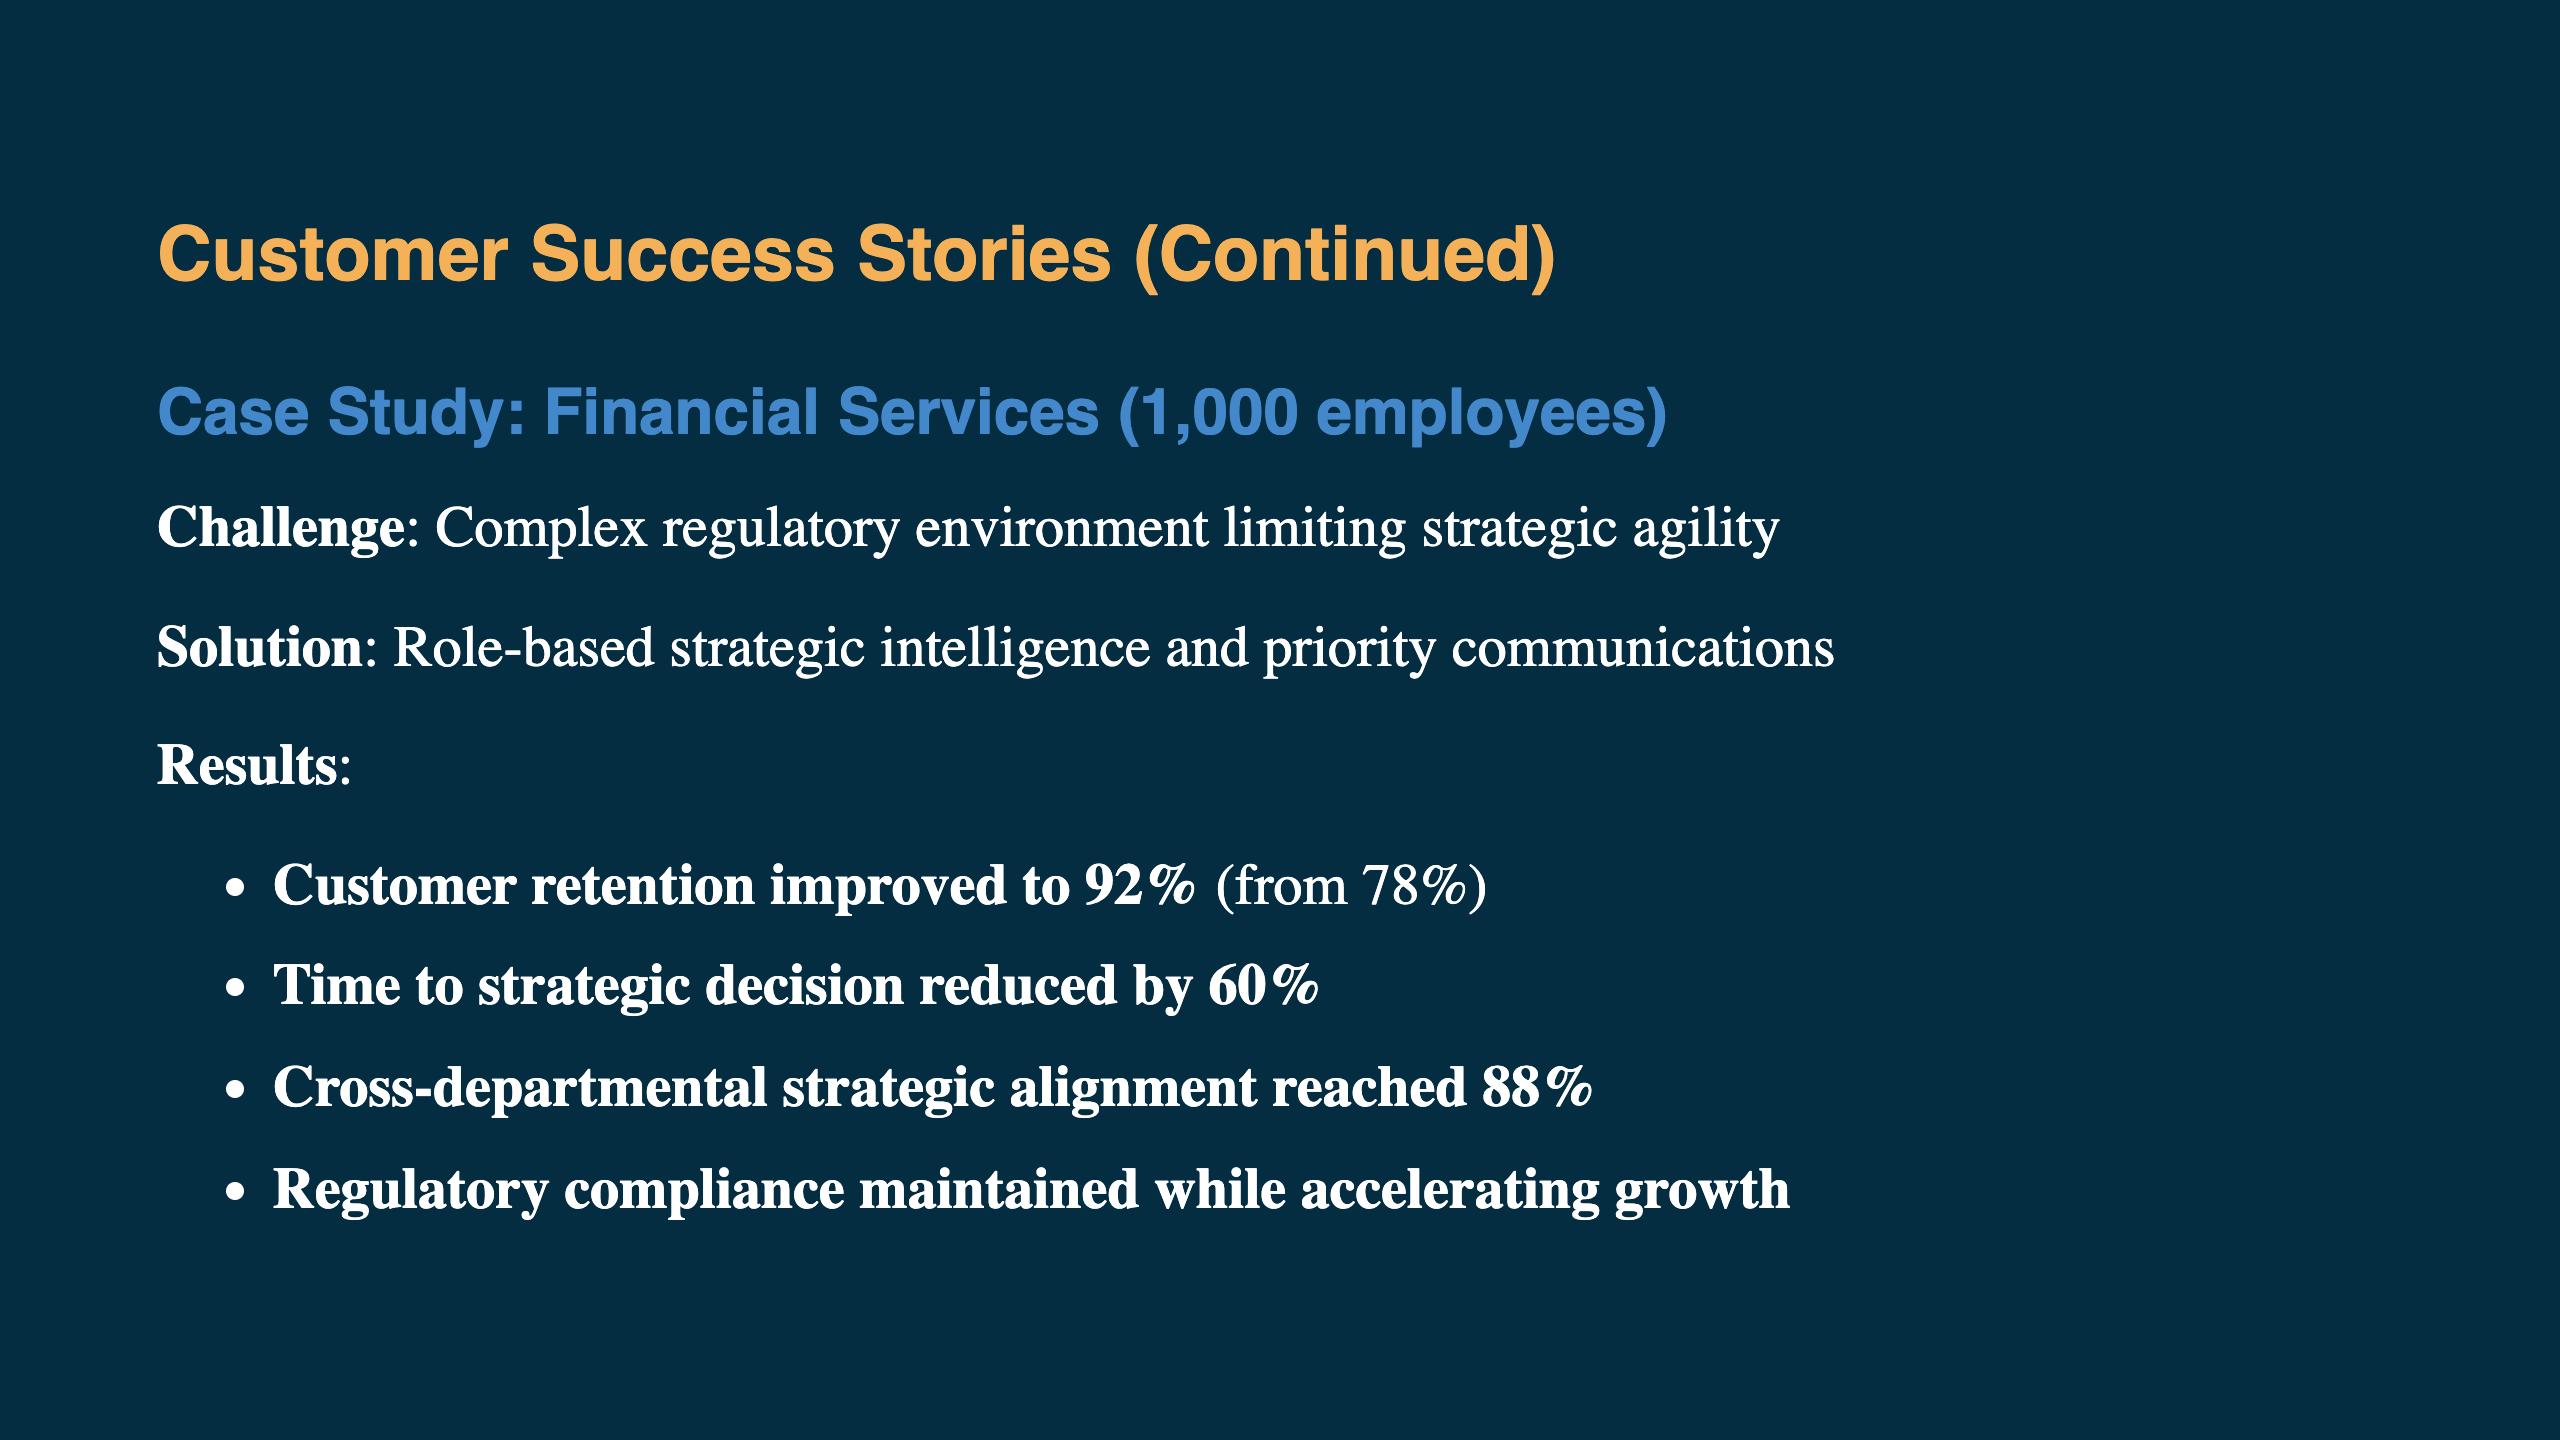 Customer Success Stories (Continued)
Case Study: Financial Services (1,000 employees)
Challenge: Complex regulatory environment limiting strategic agility
Solution: Role-based strategic intelligence and priority communications
Results:
• Customer retention improved to 92% (from 78%)
• Time to strategic decision reduced by 60%
• Cross-departmental strategic alignment reached 88%
• Regulatory compliance maintained while accelerating growth